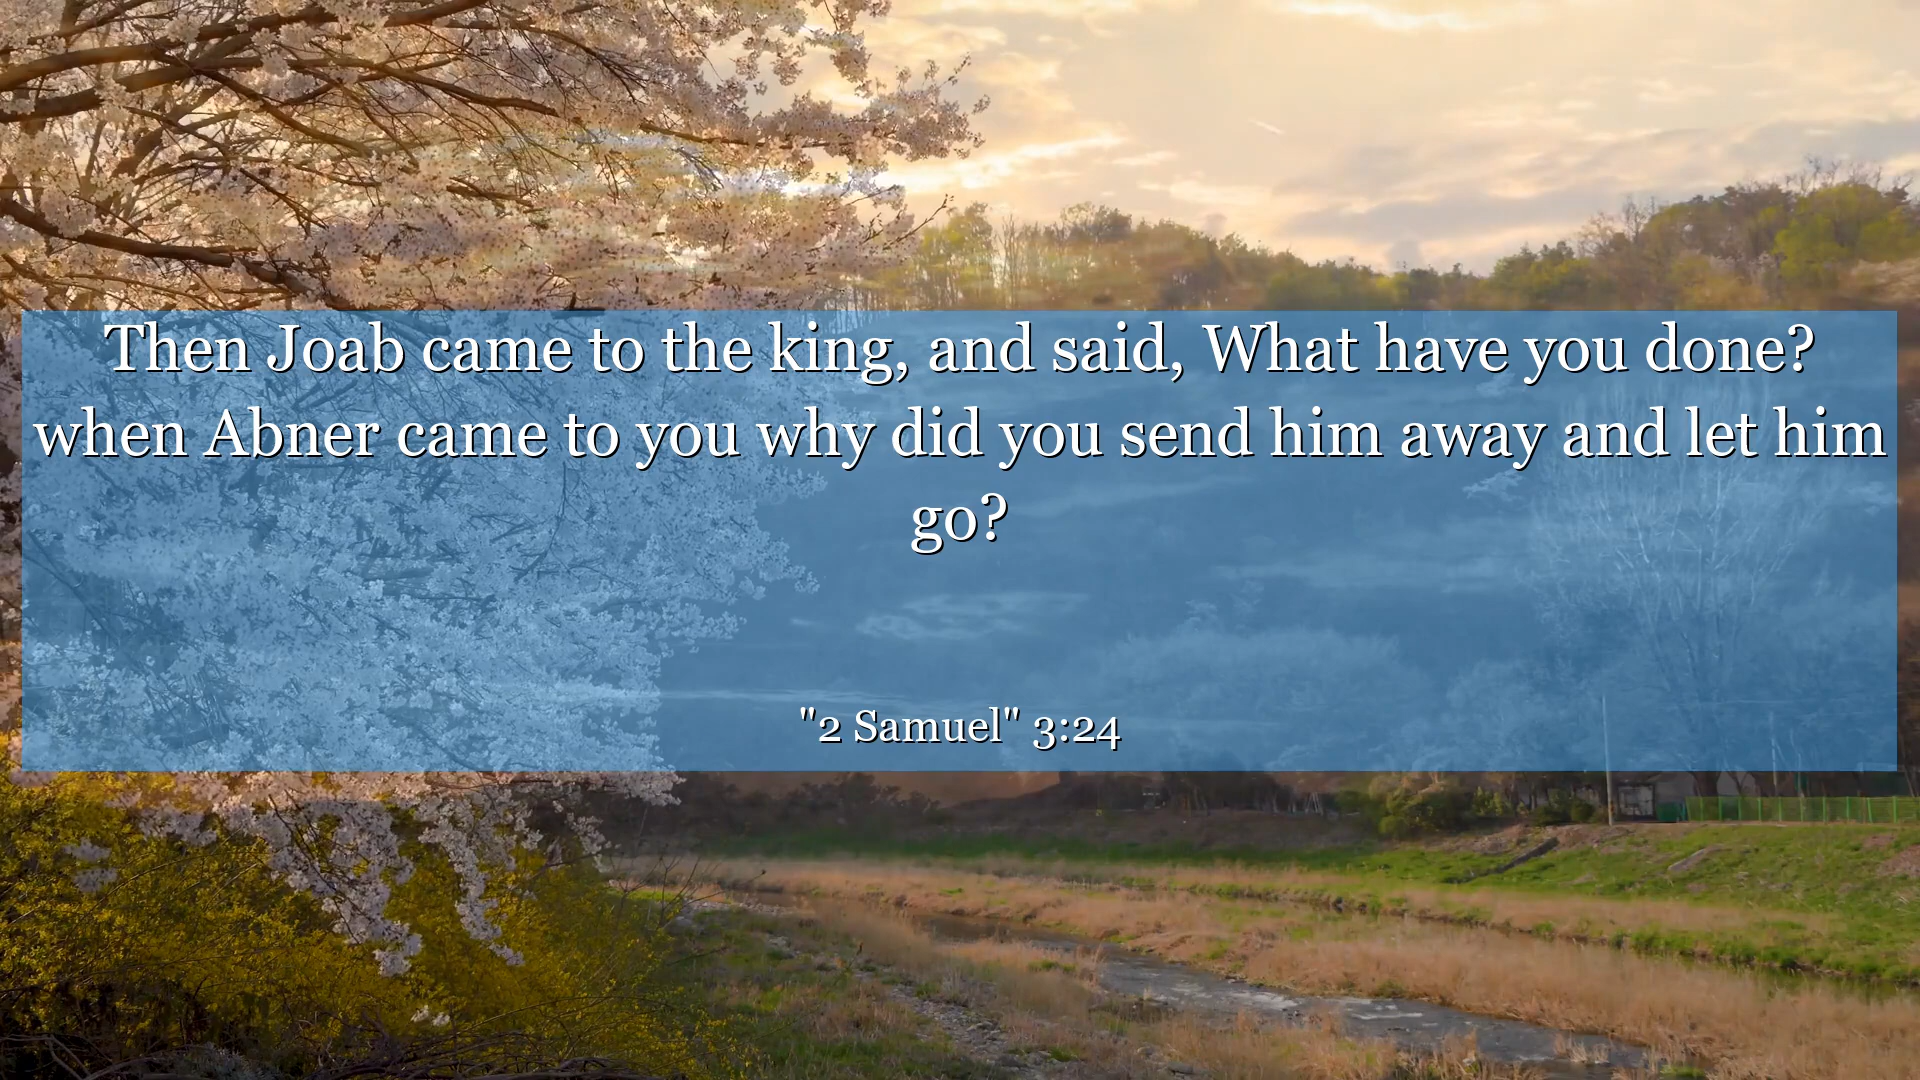 Then Joab came to the king, and said, What have you done?
when Abner came to you why did you send him away and let him
go?
"2 Samuel" 3:24